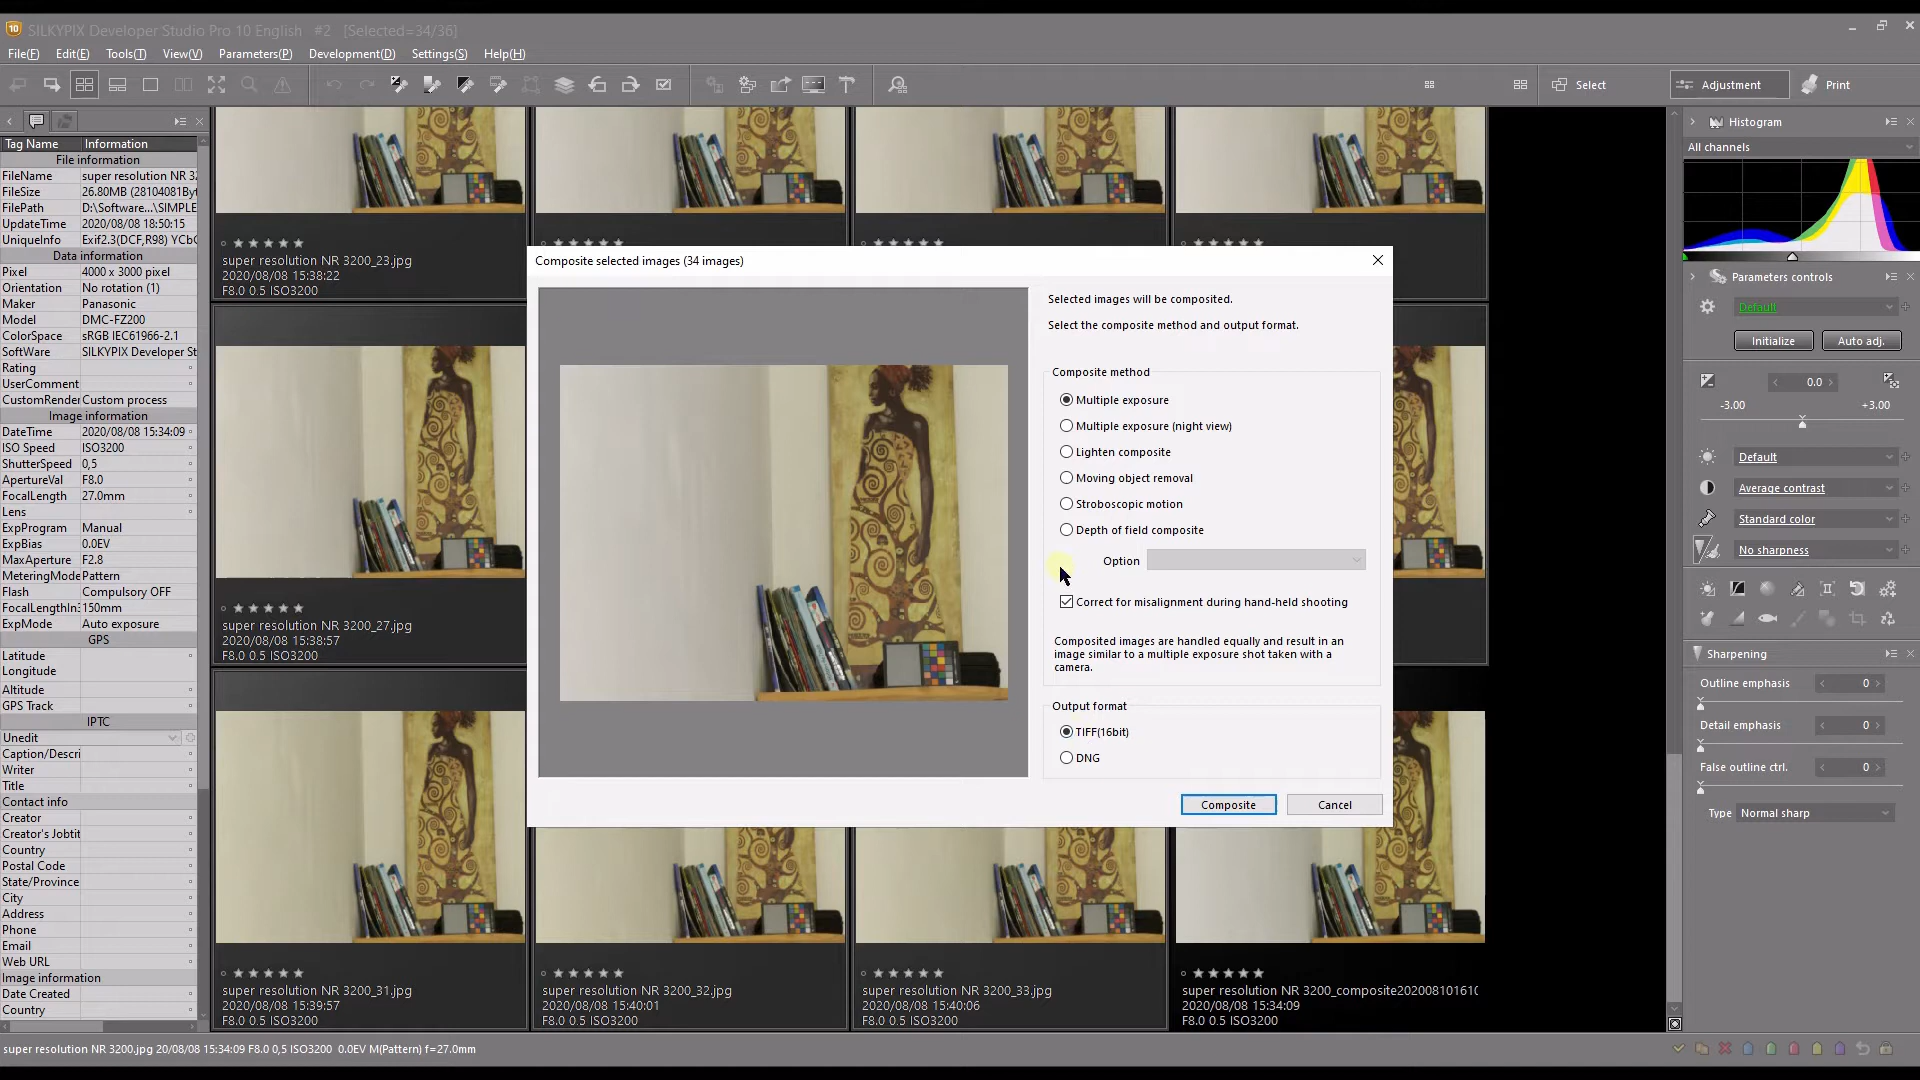 SILKYPIX Developer Studio Pro 10 English   #2   [Selected=34/36]
File(F) Edit(E) Tools(T) View(V) Parameters(P) Development(D) Settings(S) Help(H)
Select Adjustment Print
Tag Name Information
File information
FileName super resolution NR 32
FileSize 26.80MB (28104081Byt
FilePath D:\Software...\SIMPLE
UpdateTime 2020/08/08 18:50:15
UniqueInfo Exif2.3(DCF,R98) YCbC
Data information
Pixel 4000 x 3000 pixel
Orientation No rotation (1)
Maker Panasonic
Model DMC-FZ200
ColorSpace sRGB IEC61966-2.1
SoftWare SILKYPIX Developer St
Rating
UserComment
CustomRender Custom process
Image information
DateTime 2020/08/08 15:34:09
ISO Speed ISO3200
ShutterSpeed 0,5
ApertureVal F8.0
FocalLength 27.0mm
Lens
ExpProgram Manual
ExpBias 0.0EV
MaxAperture F2.8
MeteringMode Pattern
Flash Compulsory OFF
FocalLengthIn3 150mm
ExpMode Auto exposure
GPS
Latitude
Longitude
Altitude
GPS Track
IPTC
Unedit
Caption/Descri
Writer
Title
Contact info
Creator
Creator's Jobtit
Country
Postal Code
State/Province
City
Address
Phone
Email
Web URL
Image information
Date Created
Country
super resolution NR 3200_23.jpg
2020/08/08 15:38:22
F8.0 0.5 ISO3200
super resolution NR 3200_27.jpg
2020/08/08 15:38:57
F8.0 0.5 ISO3200
super resolution NR 3200_31.jpg
2020/08/08 15:39:57
F8.0 0.5 ISO3200
super resolution NR 3200_32.jpg
2020/08/08 15:40:01
F8.0 0.5 ISO3200
super resolution NR 3200_33.jpg
2020/08/08 15:40:06
F8.0 0.5 ISO3200
super resolution NR 3200_composite202008101610
2020/08/08 15:34:09
F8.0 0.5 ISO3200
Composite selected images (34 images)
Selected images will be composited.
Select the composite method and output format.
Composite method
Multiple exposure
Multiple exposure (night view)
Lighten composite
Moving object removal
Stroboscopic motion
Depth of field composite
Option
Correct for misalignment during hand-held shooting
Composited images are handled equally and result in an
image similar to a multiple exposure shot taken with a
camera.
Output format
TIFF(16bit)
DNG
Composite Cancel
Histogram
All channels
Parameters controls
Default
Initialize Auto adj.
0.0
-3.00 +3.00
Default
Average contrast
Standard color
No sharpness
Sharpening
Outline emphasis 0
Detail emphasis 0
False outline ctrl. 0
Type Normal sharp
super resolution NR 3200.jpg 20/08/08 15:34:09 F8.0 0,5 ISO3200  0.0EV M(Pattern) f=27.0mm